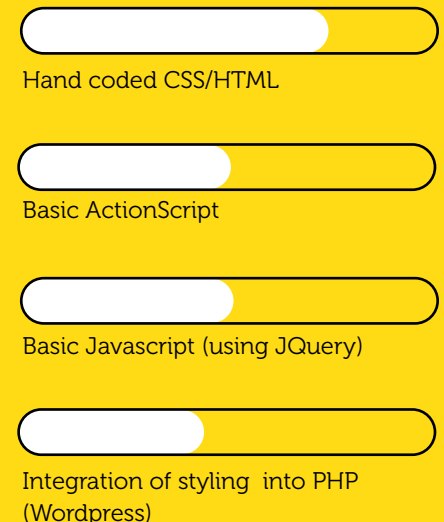 Hand coded CSS/HTML
Basic ActionScript
Basic Javascript (using JQuery)
Integration of styling  into PHP
(Wordpress)